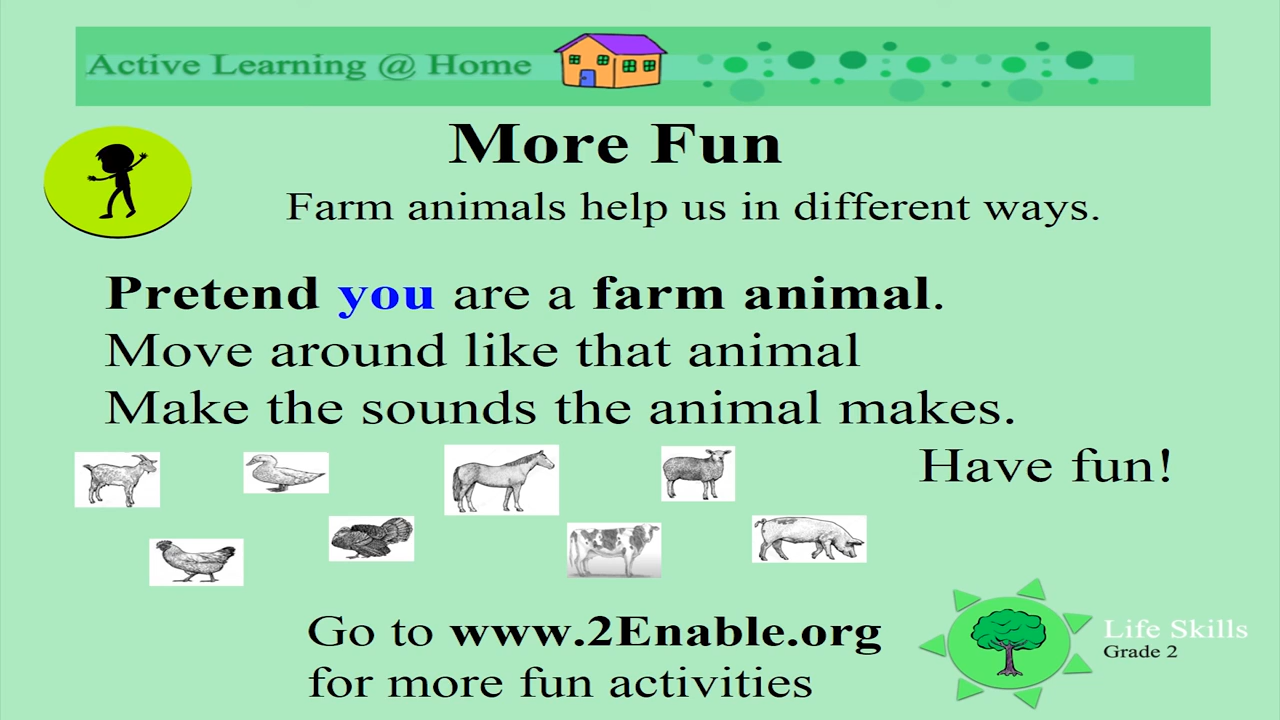 Active Learning @ Home
More Fun
Farm animals help us in different ways.
Pretend you are a farm animal.
Move around like that animal
Make the sounds the animal makes.
Have fun!
Go to www.2Enable.org
for more fun activities
Life Skills
Grade 2